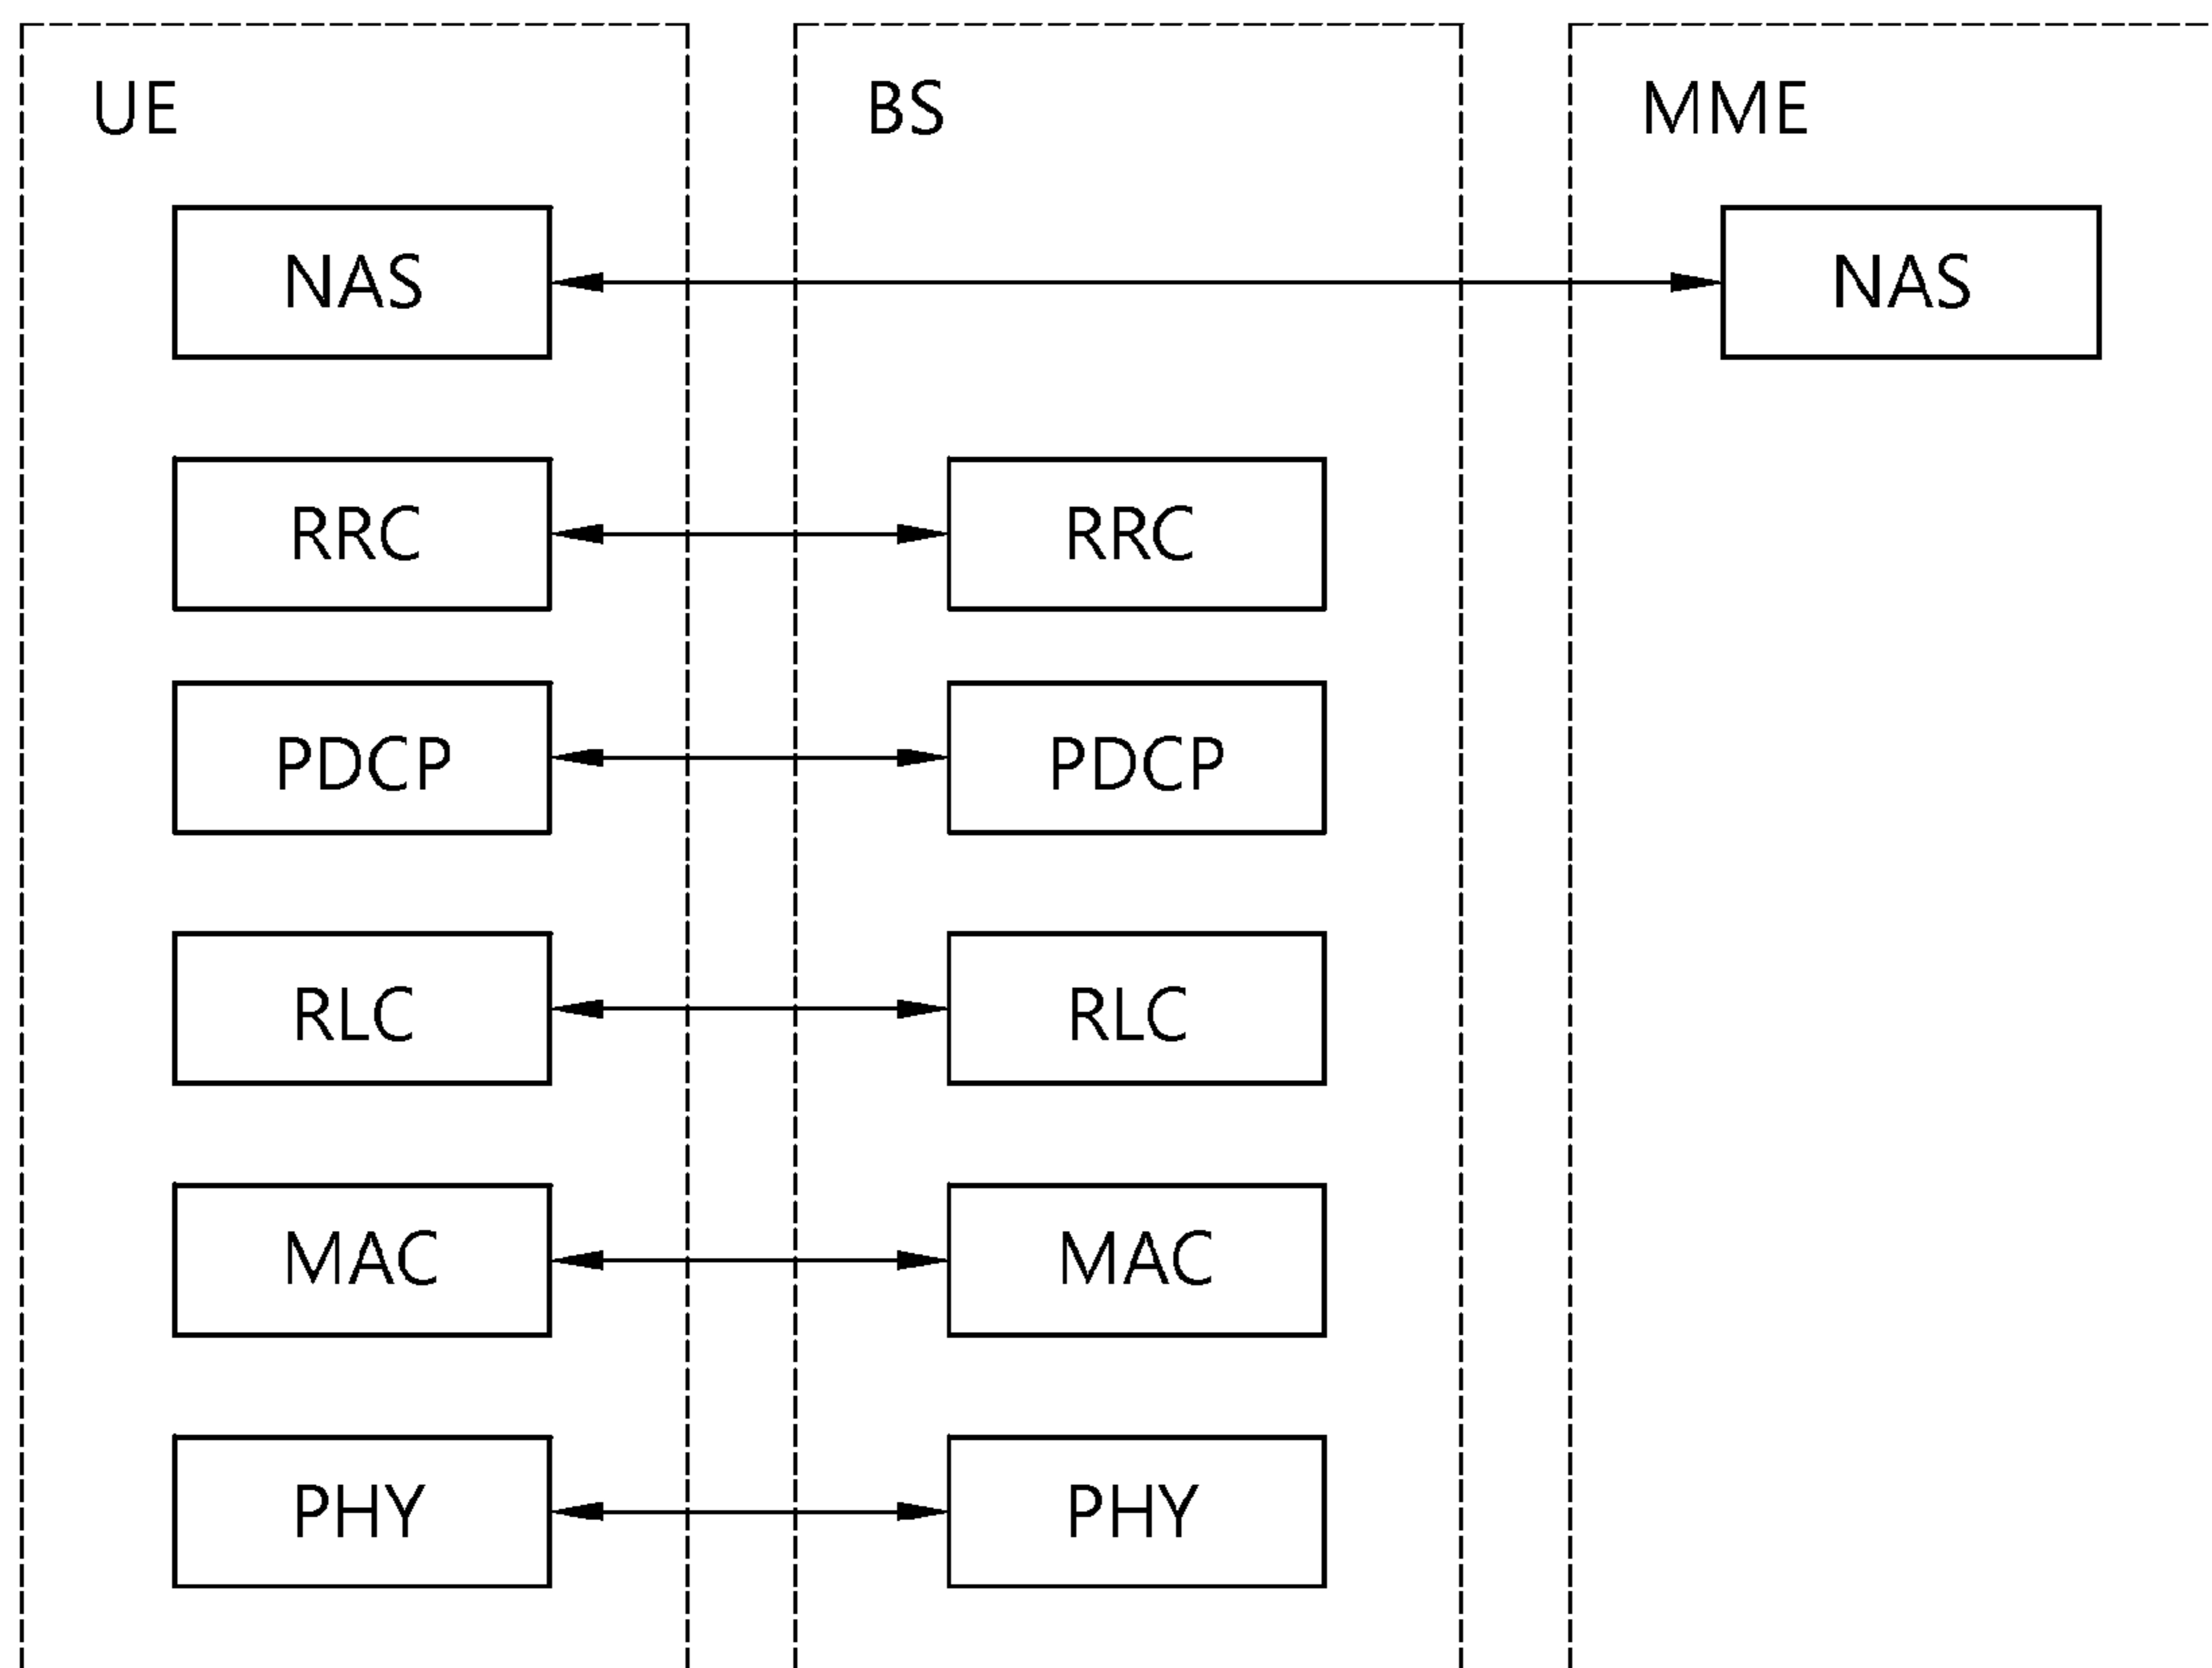 UE BS MME
NAS NAS
RRC RRC
PDCP PDCP
RLC RLC
MAC MAC
PHY PHY